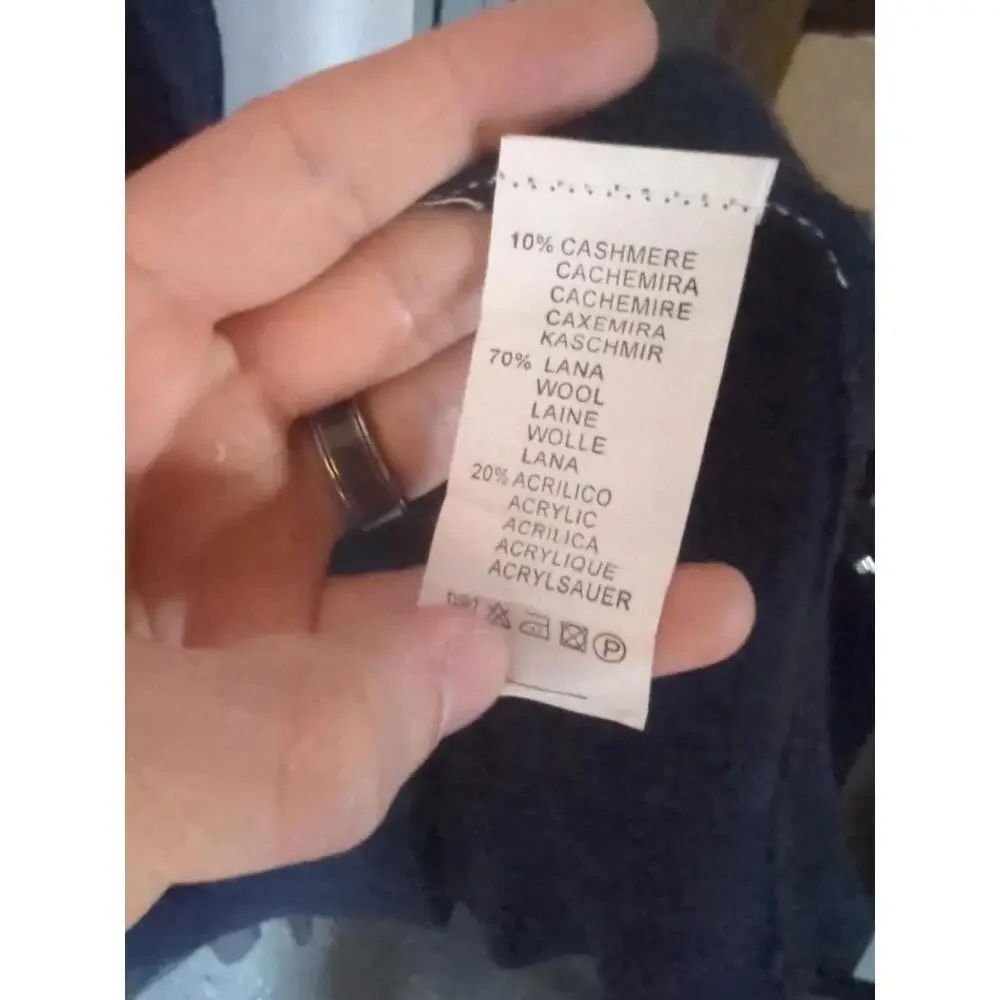 10% CASHMERE
CACHEMIRA
CACHEMIRE
CAXEMIRA
KASCHMIR
70% LANA
WOOL
LAINE
WOLLE
LANA
20% ACRILICO
ACRYLIC
ACRILICA
ACRYLIQUE
ACRYLSAUER
P